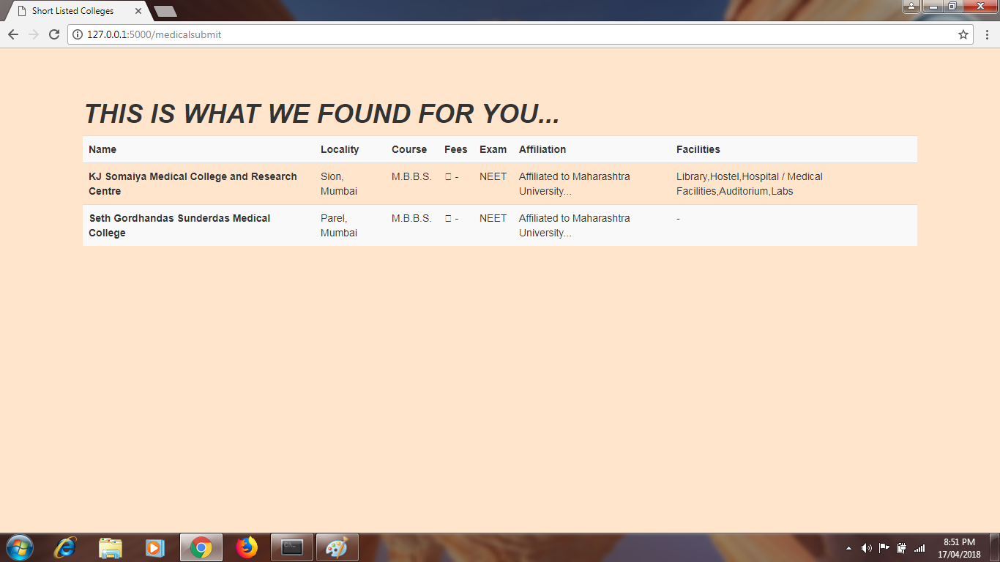 Short Listed Colleges
127.0.0.1:5000/medicalsubmit
THIS IS WHAT WE FOUND FOR YOU...
Name Locality Course Fees Exam Affiliation Facilities
KJ Somaiya Medical College and Research Sion, M.B.B.S. - NEET Affiliated to Maharashtra Library,Hostel,Hospital / Medical
Centre Mumbai University... Facilities,Auditorium,Labs
Seth Gordhandas Sunderdas Medical Parel, M.B.B.S. - NEET Affiliated to Maharashtra -
College Mumbai University...
8:51 PM
17/04/2018